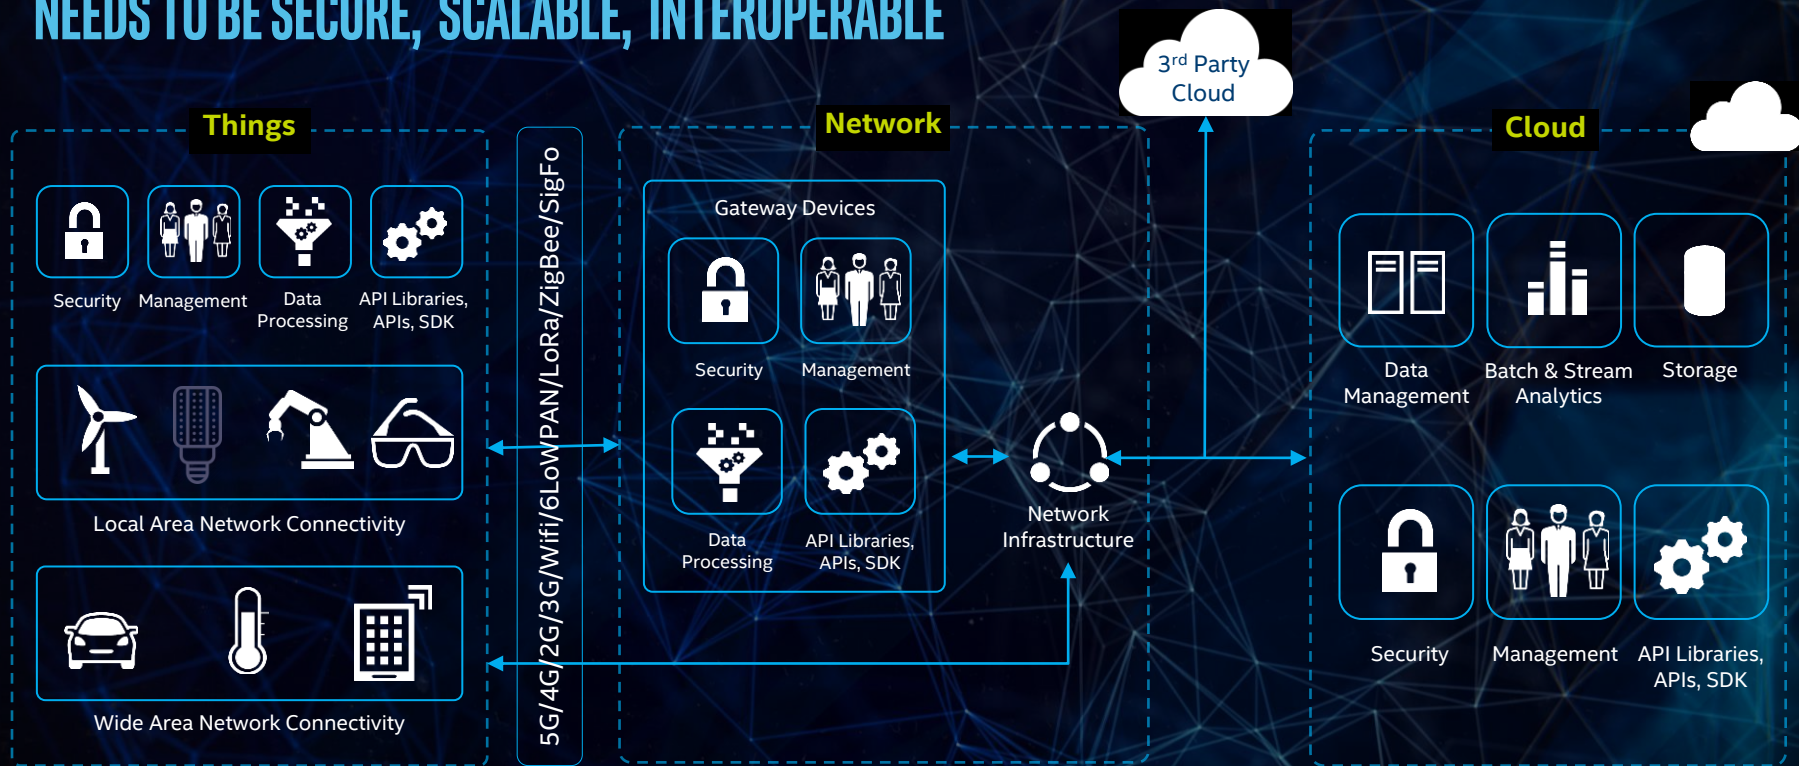 NEEDS TO BE SECURE, SCALABLE, INTEROPERABLE
Things
Security
Management
Data
Processing
API Libraries,
APIs, SDK
Local Area Network Connectivity
Wide Area Network Connectivity
5G/4G/2G/3G/Wifi/6LoWPAN/LoRa/ZigBee/SigFo
Network
Gateway Devices
Security
Management
Data
Processing
API Libraries,
APIs, SDK
Network
Infrastructure
3rd Party
Cloud
Cloud
Data
Management
Batch & Stream
Analytics
Storage
Security
Management
API Libraries,
APIs, SDK